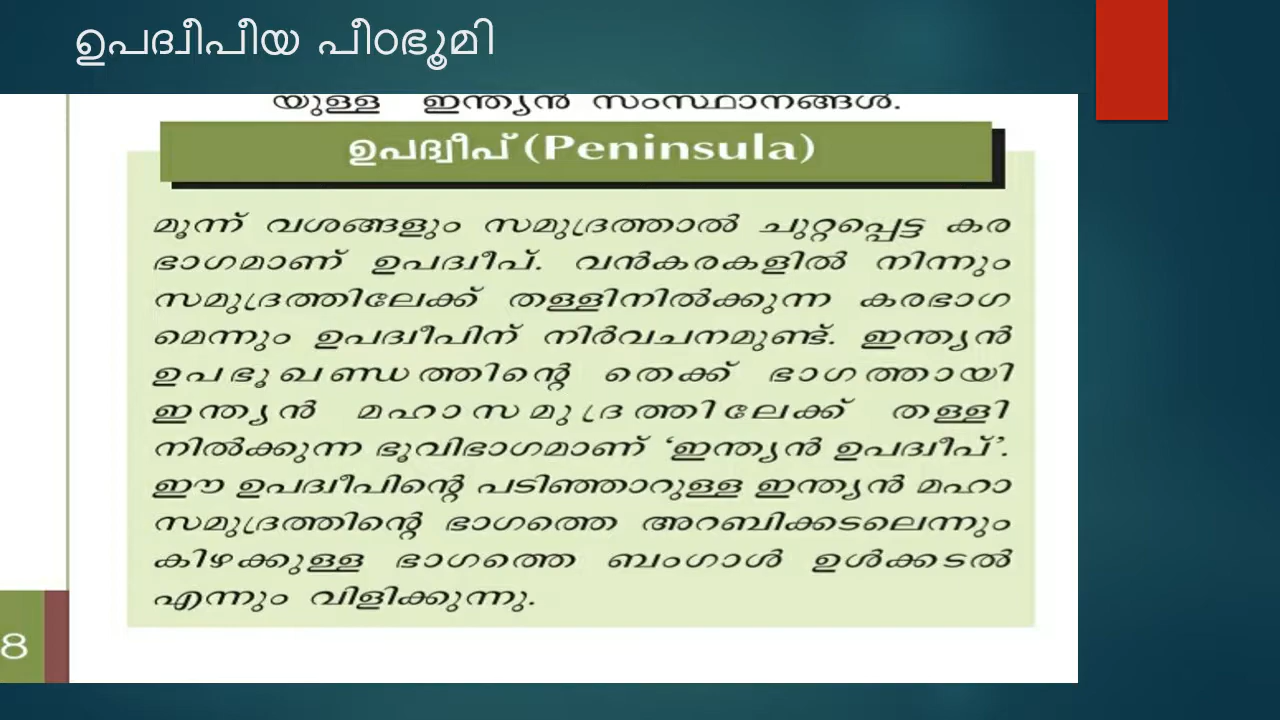 ഉപദ്വീപീയ പീഠഭൂമി
യുള്ള ഇന്ത്യൻ സംസ്ഥാനങ്ങൾ.
ഉപദ്വീപ് (Peninsula)
മൂന്ന് വശങ്ങളും സമുദ്രത്താൽ ചുറ്റപ്പെട്ട കര
ഭാഗമാണ് ഉപദ്വീപ്. വൻകരകളിൽ നിന്നും
സമുദ്രത്തിലേക്ക് തള്ളിനിൽക്കുന്ന കരഭാഗ
മെന്നും ഉപദ്വീപിന് നിർവചനമുണ്ട്. ഇന്ത്യൻ
ഉപഭൂഖണ്ഡത്തിന്റെ തെക്ക് ഭാഗത്തായി
ഇന്ത്യൻ മഹാസമുദ്രത്തിലേക്ക് തള്ളി
നിൽക്കുന്ന ഭൂവിഭാഗമാണ് ‘ഇന്ത്യൻ ഉപദ്വീപ്’.
ഈ ഉപദ്വീപിന്റെ പടിഞ്ഞാറുള്ള ഇന്ത്യൻ മഹാ
സമുദ്രത്തിന്റെ ഭാഗത്തെ അറബിക്കടലെന്നും
കിഴക്കുള്ള ഭാഗത്തെ ബംഗാൾ ഉൾക്കടൽ
എന്നും വിളിക്കുന്നു.
8